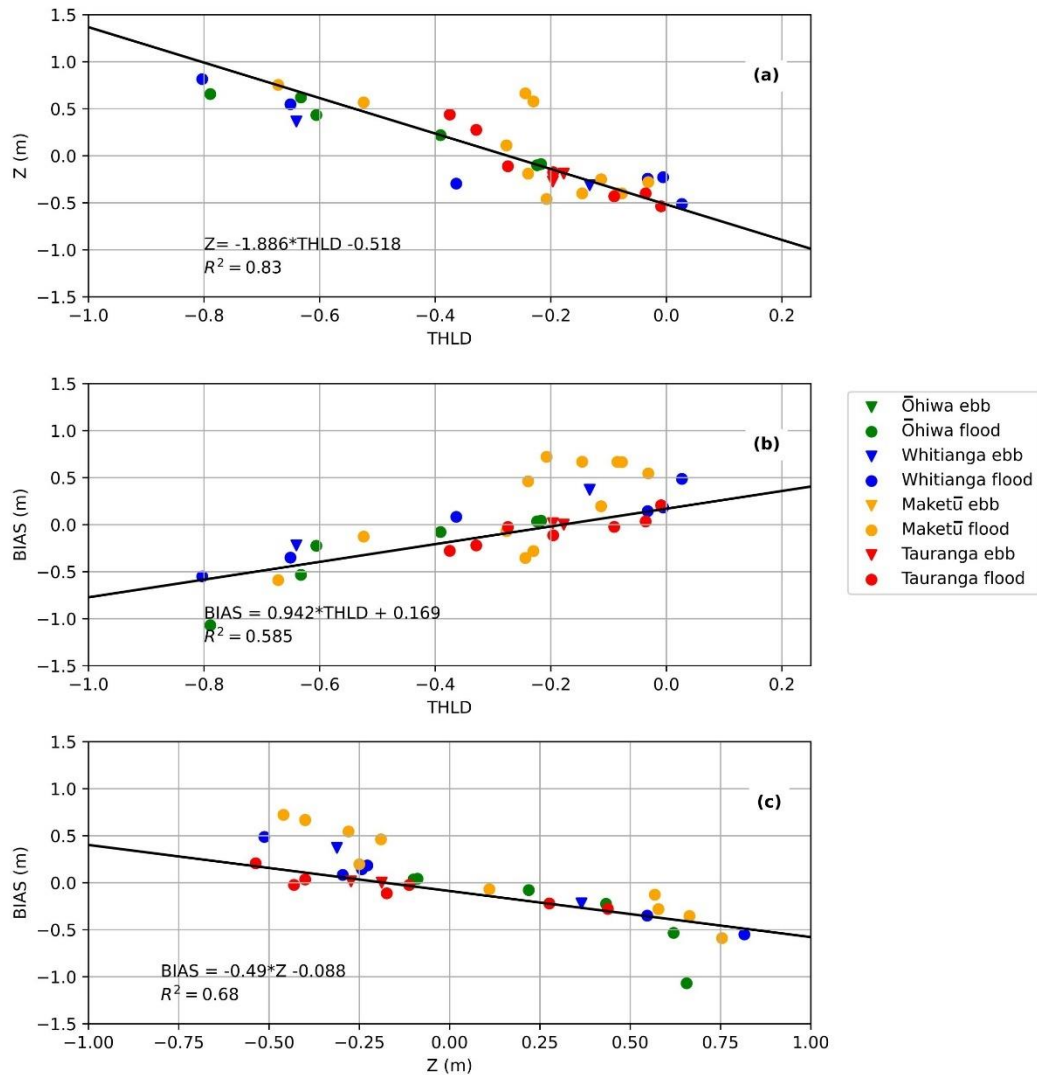 1.5
1.0
0.5
0.0
−0.5
−1.0
−1.5
Z (m)
(a)
Z= -1.886*THLD -0.518
R² = 0.83
−1.0 −0.8 −0.6 −0.4 −0.2 0.0 0.2
THLD
1.5
1.0
0.5
0.0
−0.5
−1.0
−1.5
BIAS (m)
(b)
BIAS = 0.942*THLD + 0.169
R² = 0.585
−1.0 −0.8 −0.6 −0.4 −0.2 0.0 0.2
THLD
Ōhiwa ebb
Ōhiwa flood
Whitianga ebb
Whitianga flood
Maketū ebb
Maketū flood
Tauranga ebb
Tauranga flood
1.5
1.0
0.5
0.0
−0.5
−1.0
−1.5
BIAS (m)
(c)
BIAS = -0.49*Z -0.088
R² = 0.68
−1.00 −0.75 −0.50 −0.25 0.00 0.25 0.50 0.75 1.00
Z (m)